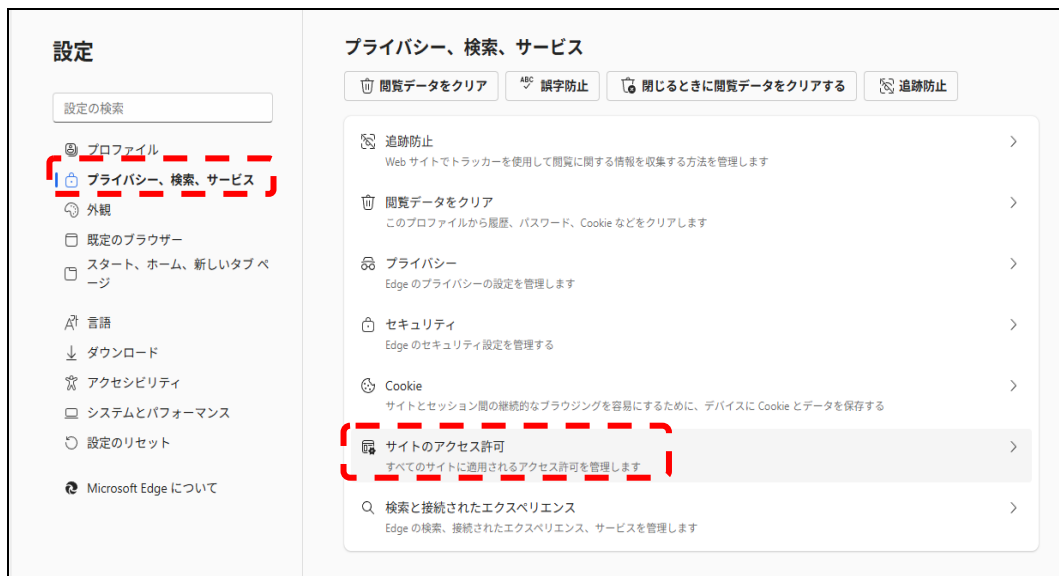 設定
設定の検索
プロファイル
プライバシー、検索、サービス
外観
既定のブラウザー
スタート、ホーム、新しいタブ ペ
ージ
言語
ダウンロード
アクセシビリティ
システムとパフォーマンス
設定のリセット
Microsoft Edge について
プライバシー、検索、サービス
閲覧データをクリア
ABC 誤字防止
閉じるときに閲覧データをクリアする
追跡防止
追跡防止
Web サイトでトラッカーを使用して閲覧に関する情報を収集する方法を管理します
閲覧データをクリア
このプロファイルから履歴、パスワード、Cookie などをクリアします
プライバシー
Edge のプライバシーの設定を管理します
セキュリティ
Edge のセキュリティ設定を管理する
Cookie
サイトとセッション間の継続的なブラウジングを容易にするために、デバイスに Cookie とデータを保存する
サイトのアクセス許可
すべてのサイトに適用されるアクセス許可を管理します
検索と接続されたエクスペリエンス
Edge の検索、接続されたエクスペリエンス、サービスを管理します